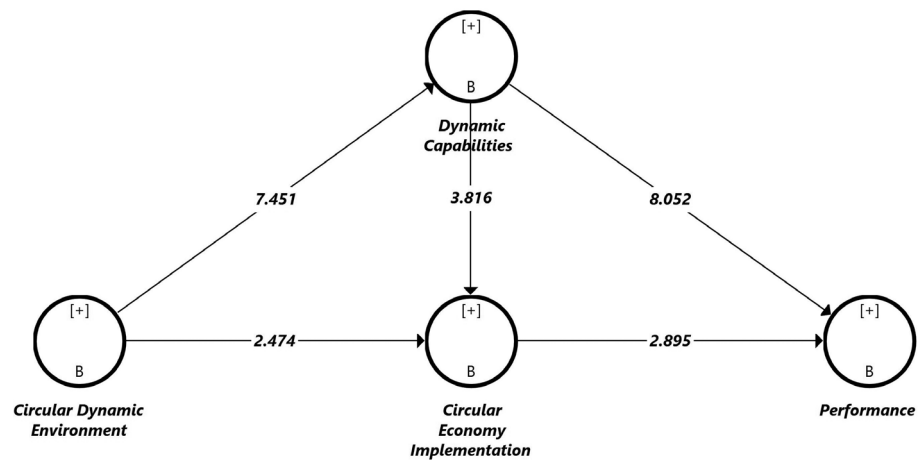 [+]
B
Dynamic
Capabilities
7.451
3.816
8.052
[+]
B
Circular Dynamic
Environment
2.474
[+]
B
Circular
Economy
Implementation
2.895
[+]
B
Performance